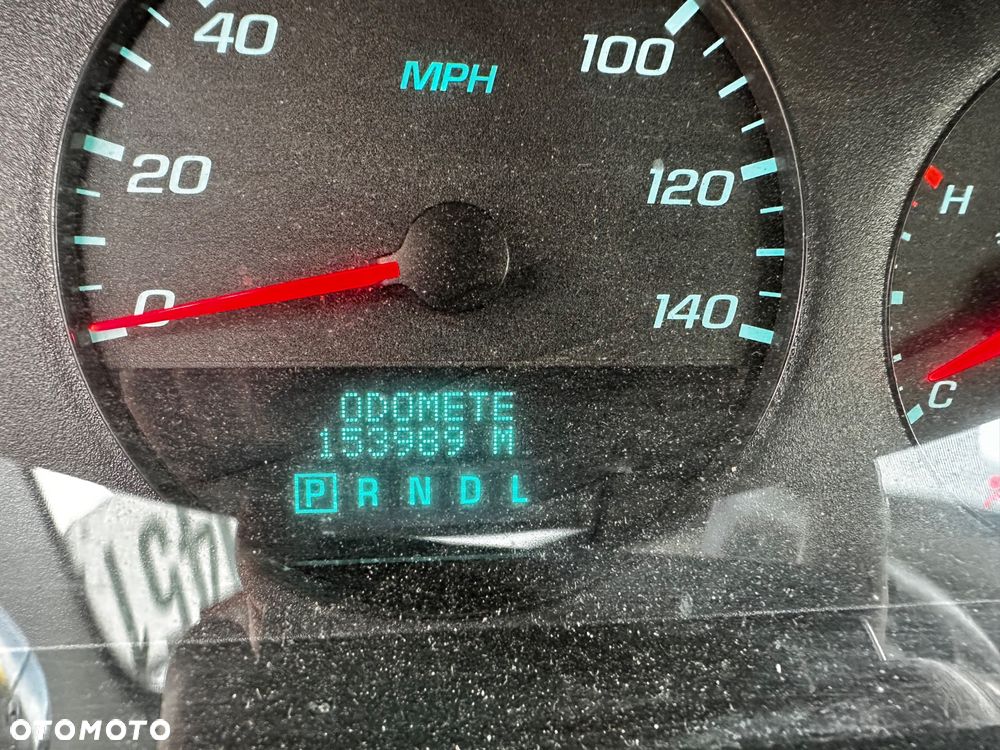 40
MPH
100
20
120
H
0
140
C
ODOMETE
153989 M
P R N D L
OTOMOTO